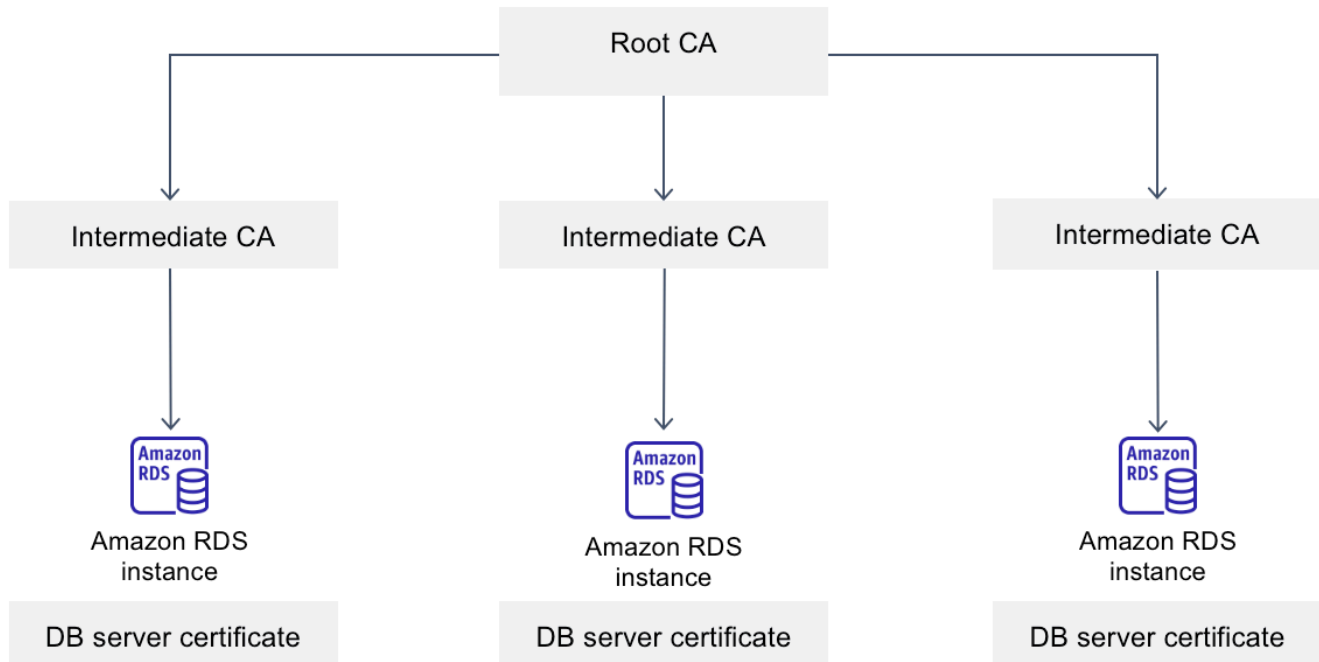 Root CA
Intermediate CA
Intermediate CA
Intermediate CA
Amazon
RDS
Amazon RDS
instance
Amazon
RDS
Amazon RDS
instance
Amazon
RDS
Amazon RDS
instance
DB server certificate
DB server certificate
DB server certificate